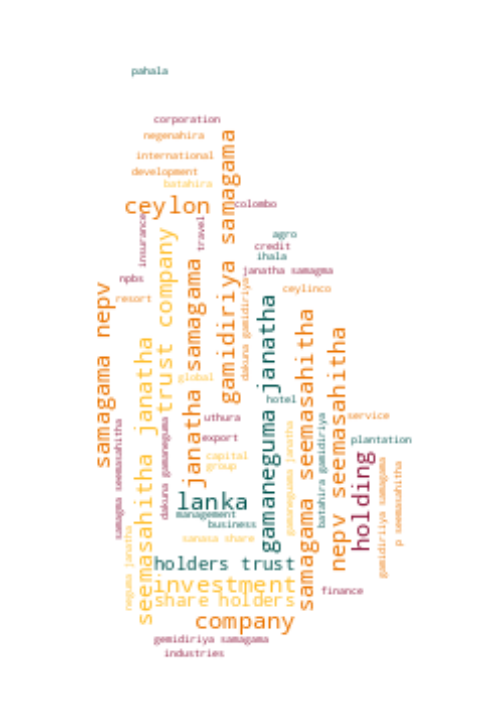 pahala
corporation
negenahira
international
development
batahira
ceylon
colombo
samagama
insurance
travel
agro
credit
ihala
janatha samagma
npbs
ceylinco
resort
samagama nepv
trust company
janatha samagama
gamidiriya
dakuna gamidiriya
gamaneguma janatha
samagama seemasahitha
nepv seemasahitha
seemasahitha janatha
global
hotel
uthura
service
export
plantation
capital
group
samagma seemasahitha
dakuna gamaneguma
gamaneguma janatha
batahira gamidiriya
holding
gamidiriiya samagama
p seemasahitha
lanka
management
business
sanasa share
neguma janatha
holders trust
investment
share holders
finance
company
gemidiriya samagama
industries